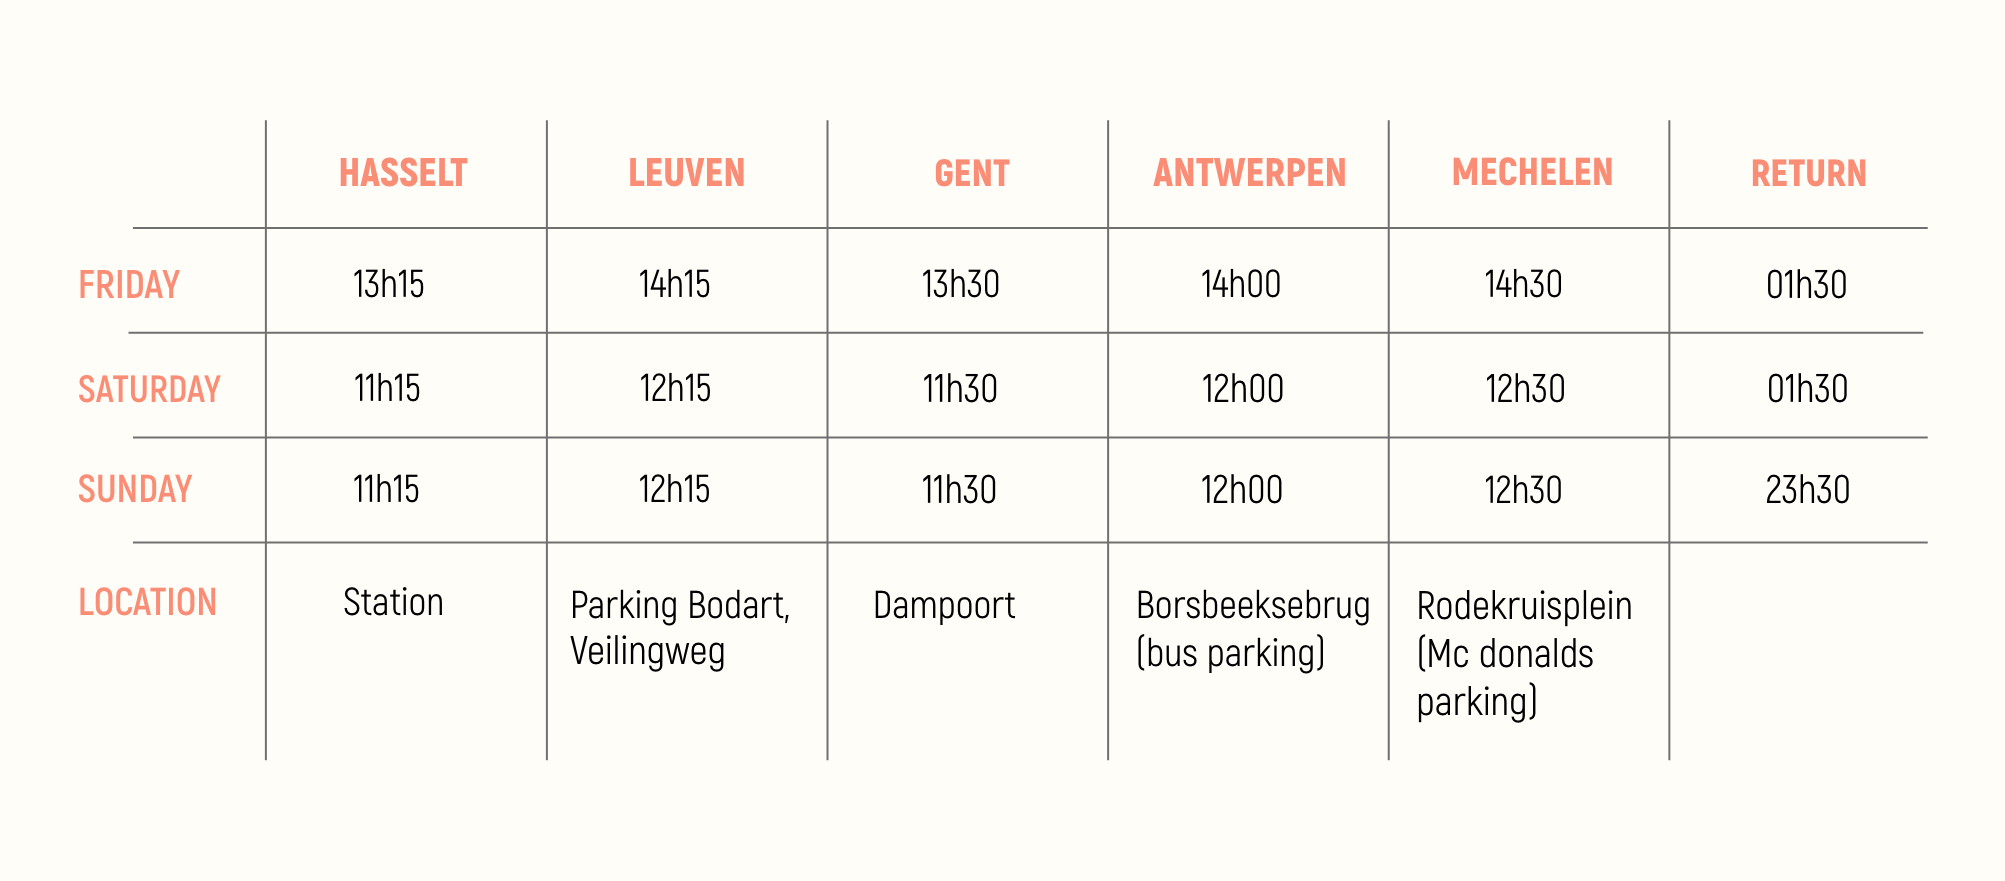 HASSELT LEUVEN GENT ANTWERPEN MECHELEN RETURN
FRIDAY 13h15 14h15 13h30 14h00 14h30 01h30
SATURDAY 11h15 12h15 11h30 12h00 12h30 01h30
SUNDAY 11h15 12h15 11h30 12h00 12h30 23h30
LOCATION Station Parking Bodart, Dampoort Borsbeeksebrug Rodekruisplein
Veilingweg (bus parking) (Mc donalds
parking)